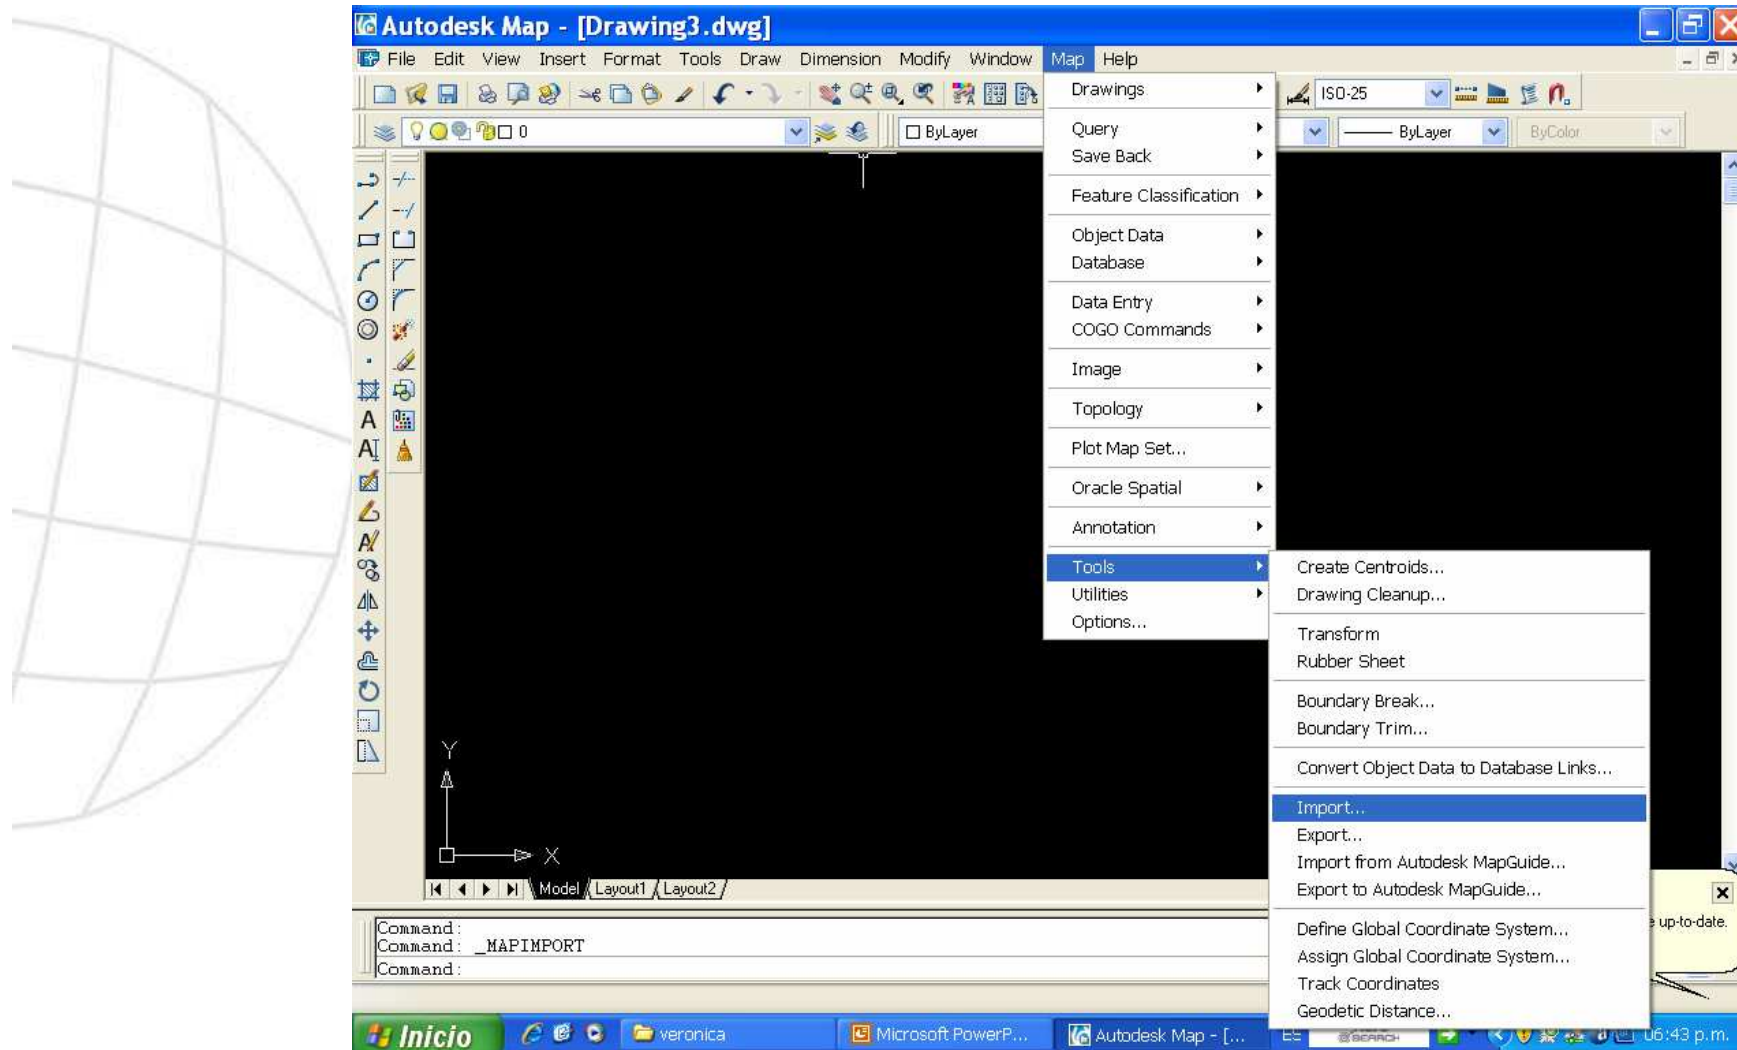 Autodesk Map - [Drawing3.dwg]
File Edit View Insert Format Tools Draw Dimension Modify Window Map Help
ISO-25
0
ByLayer
ByLayer
ByColor
Drawings
Query
Save Back
Feature Classification
Object Data
Database
Data Entry
COGO Commands
Image
Topology
Plot Map Set...
Oracle Spatial
Annotation
Tools
Utilities
Options...
Create Centroids...
Drawing Cleanup...
Transform
Rubber Sheet
Boundary Break...
Boundary Trim...
Convert Object Data to Database Links...
Import...
Export...
Import from Autodesk MapGuide...
Export to Autodesk MapGuide...
Define Global Coordinate System...
Assign Global Coordinate System...
Track Coordinates
Geodetic Distance...
Y
X
Model Layout1 Layout2
up-to-date.
Command:
Command: _MAPIMPORT
Command:
Inicio
veronica
Microsoft PowerP...
Autodesk Map - [...
ES
SEARCH
06:43 p.m.